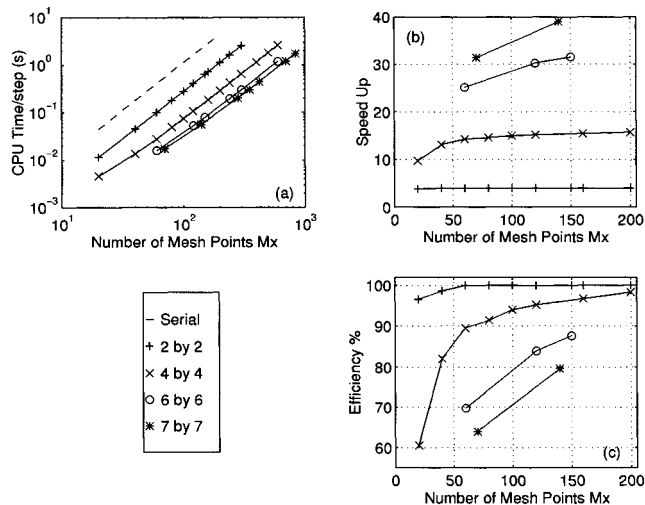 (a)
CPU Time/step (s)
10^1
10^0
10^-1
10^-2
10^-3
10^1
10^2
10^3
Number of Mesh Points Mx
(b)
Speed Up
40
30
20
10
0
0
50
100
150
200
Number of Mesh Points Mx
Serial
2 by 2
4 by 4
6 by 6
7 by 7
Efficiency %
100
90
80
70
60
(c)
0
50
100
150
200
Number of Mesh Points Mx